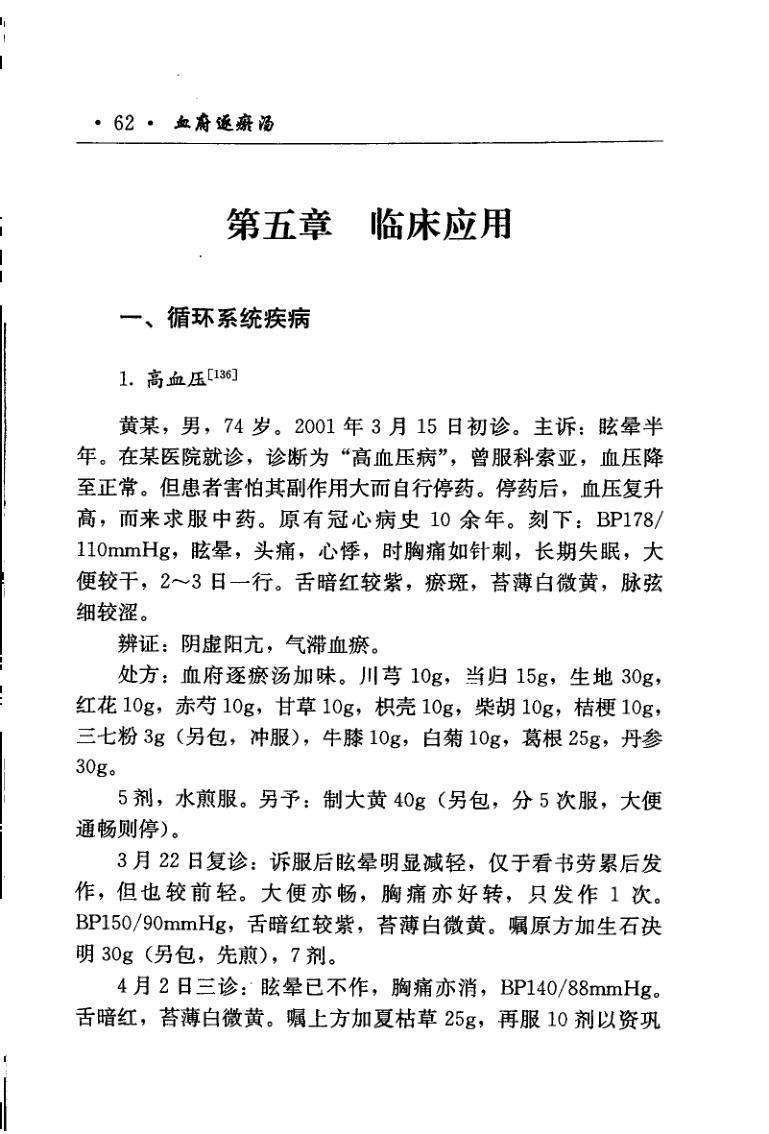 · 62 · 血府逐瘀汤
第五章 临床应用
一、循环系统疾病
1. 高血压[136]
黄某，男，74 岁。2001 年 3 月 15 日初诊。主诉：眩晕半
年。在某医院就诊，诊断为“高血压病”，曾服科索亚，血压降
至正常。但患者害怕其副作用大而自行停药。停药后，血压复升
高，而来求服中药。原有冠心病史 10 余年。刻下：BP178/
110mmHg，眩晕，头痛，心悸，时胸痛如针刺，长期失眠，大
便较干，2～3 日一行。舌暗红较紫，瘀斑，苔薄白微黄，脉弦
细较涩。
辨证：阴虚阳亢，气滞血瘀。
处方：血府逐瘀汤加味。川芎 10g，当归 15g，生地 30g，
红花 10g，赤芍 10g，甘草 10g，枳壳 10g，柴胡 10g，桔梗 10g，
三七粉 3g（另包，冲服），牛膝 10g，白菊 10g，葛根 25g，丹参
30g。
5 剂，水煎服。另予：制大黄 40g（另包，分 5 次服，大便
通畅则停）。
3 月 22 日复诊：诉服后眩晕明显减轻，仅于看书劳累后发
作，但也较前轻。大便亦畅，胸痛亦好转，只发作 1 次。
BP150/90mmHg，舌暗红较紫，苔薄白微黄。嘱原方加生石决
明 30g（另包，先煎），7 剂。
4 月 2 日三诊：眩晕已不作，胸痛亦消，BP140/88mmHg。
舌暗红，苔薄白微黄。嘱上方加夏枯草 25g，再服 10 剂以资巩